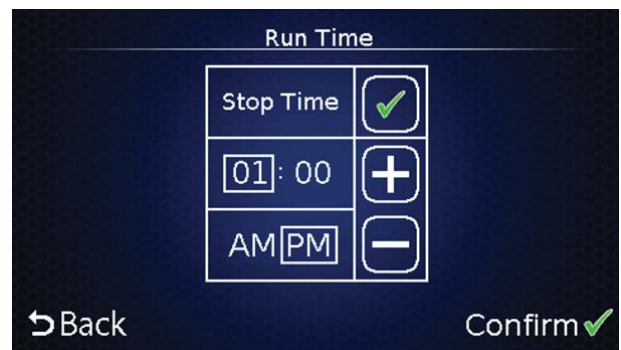 Run Time
Stop Time
01 : 00
AM PM
Back
Confirm